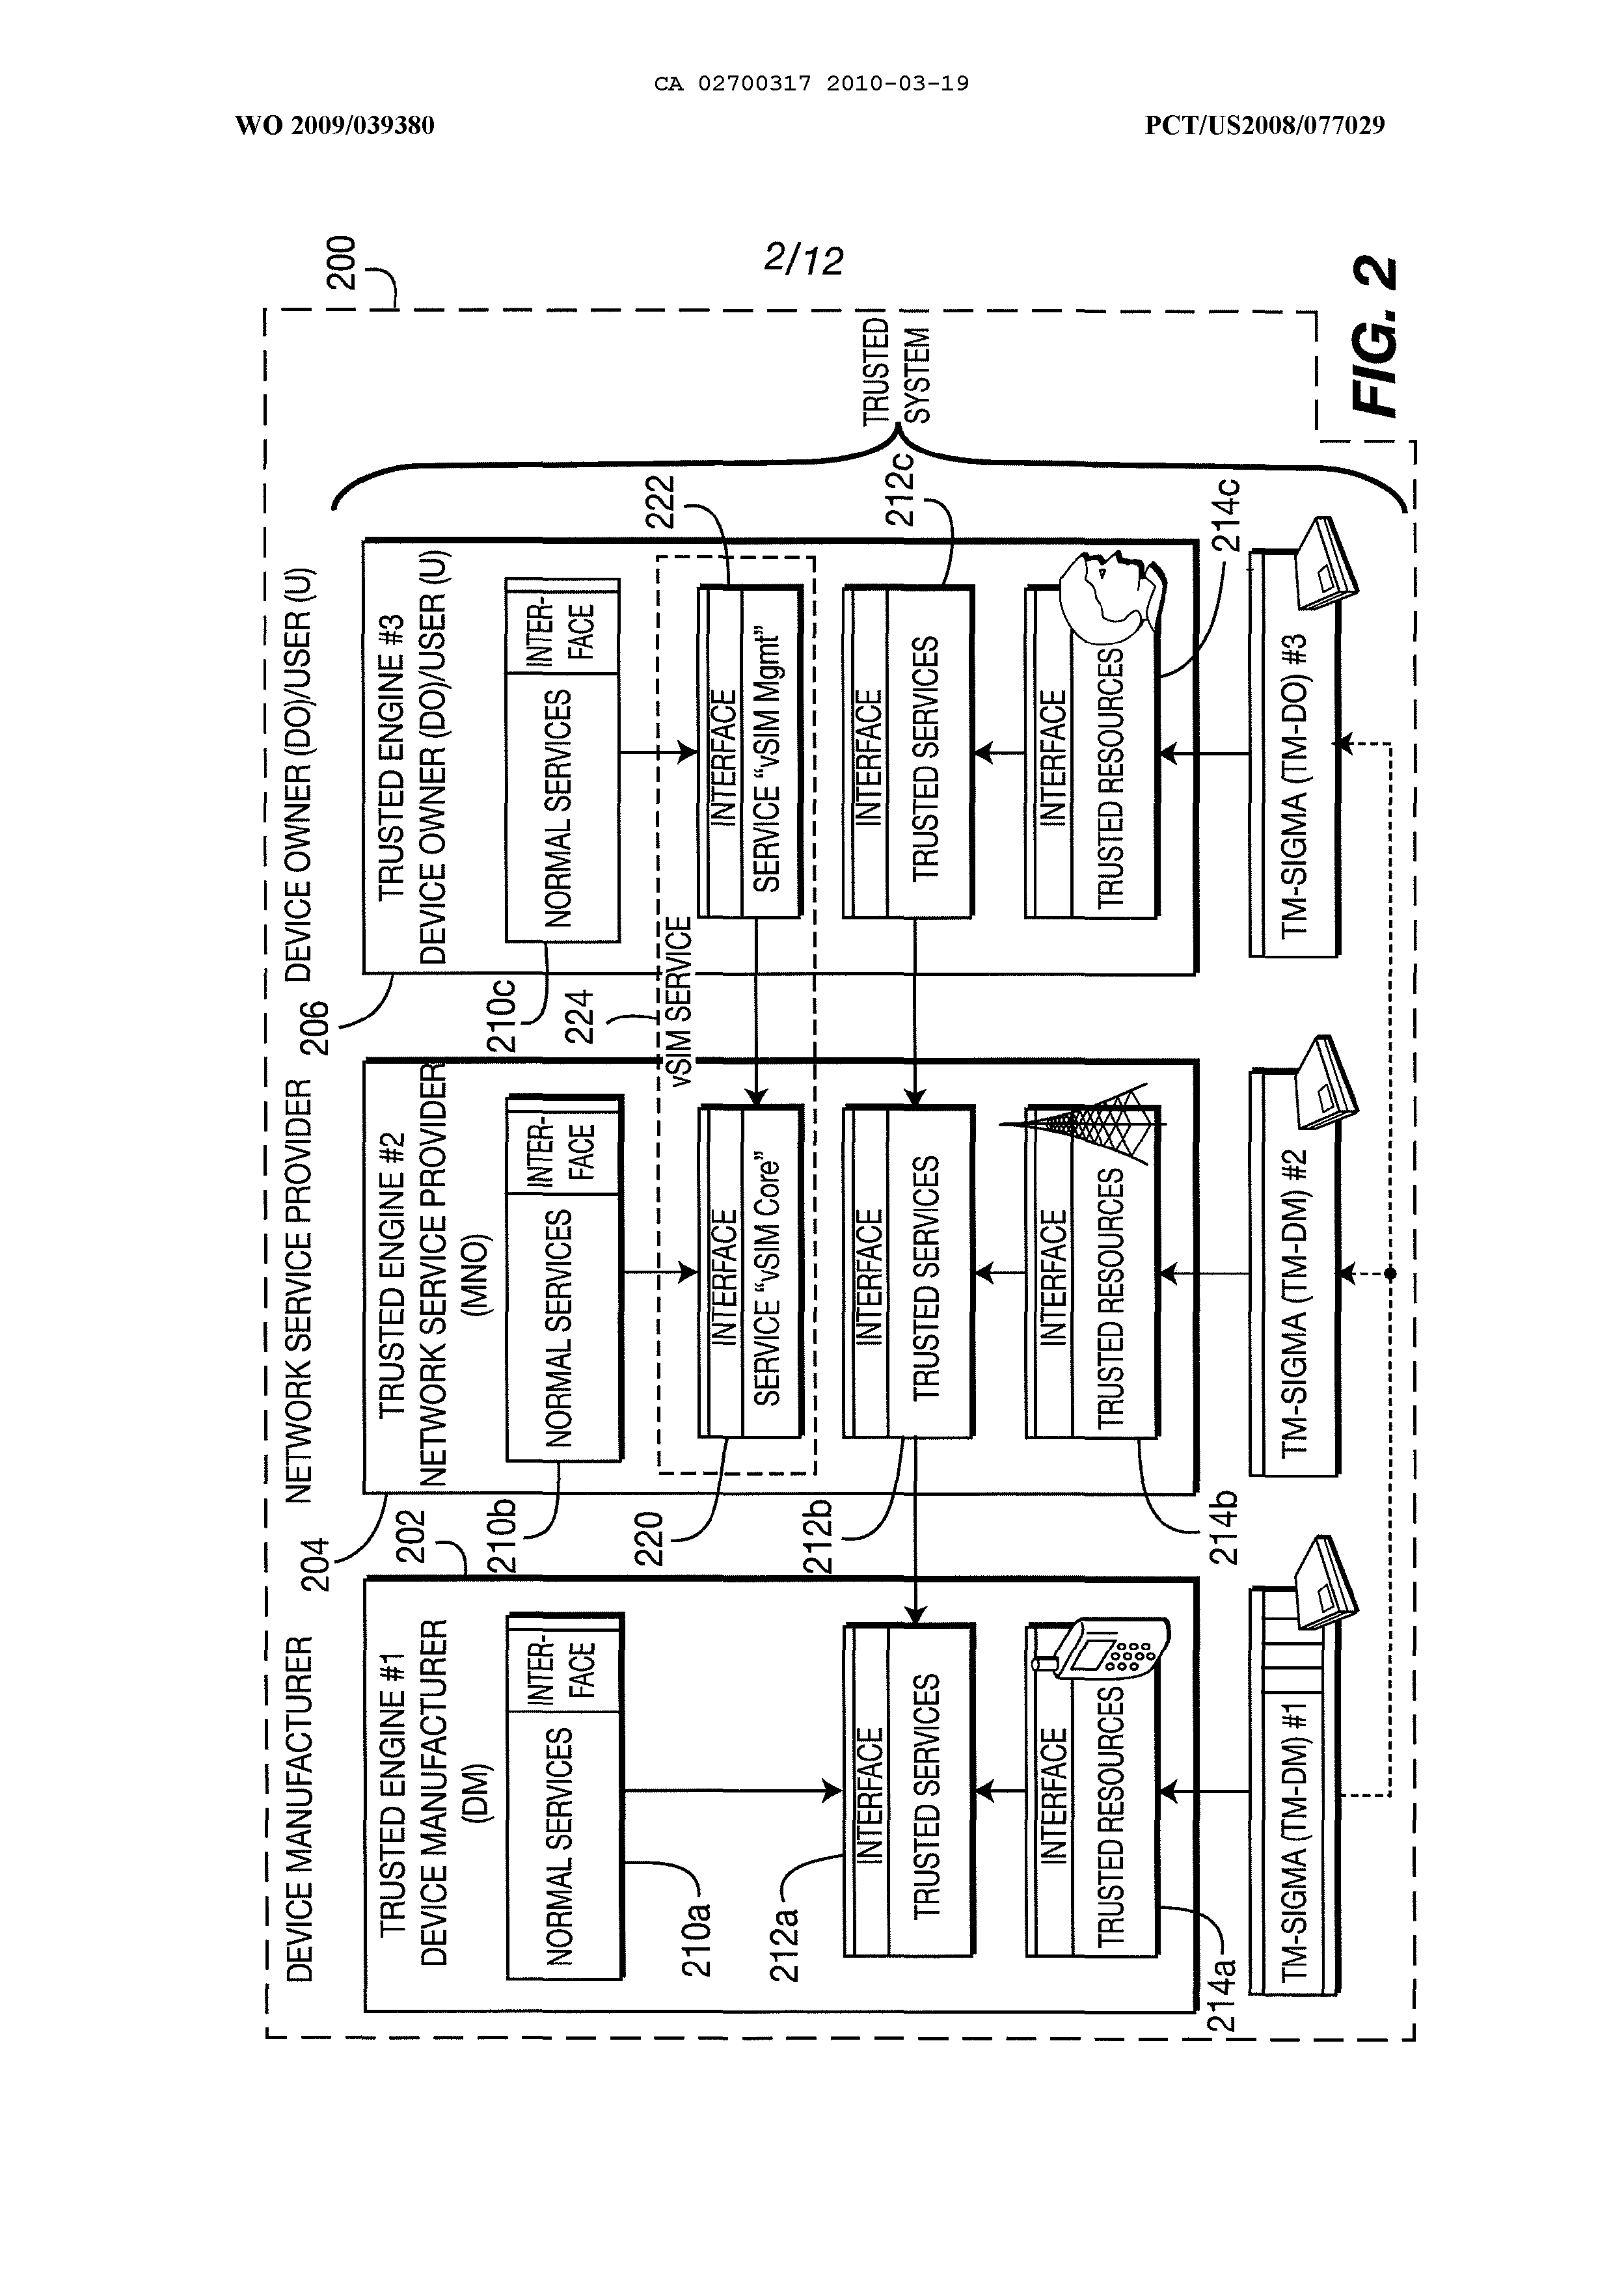 CA 02700317 2010-03-19
WO 2009/039380
PCT/US2008/077029
2/12
200
DEVICE MANUFACTURER
NETWORK SERVICE PROVIDER
DEVICE OWNER (DO)/USER (U)
204
202
206
TRUSTED ENGINE #1
DEVICE MANUFACTURER
(DM)
NORMAL SERVICES
INTER-
FACE
210a
212a
INTERFACE
TRUSTED SERVICES
INTERFACE
TRUSTED RESOURCES
214a
TM-SIGMA (TM-DM) #1
TRUSTED ENGINE #2
NETWORK SERVICE PROVIDER
(MNO)
NORMAL SERVICES
INTER-
FACE
210b
220
INTERFACE
SERVICE “vSIM Core”
212b
INTERFACE
TRUSTED SERVICES
INTERFACE
TRUSTED RESOURCES
214b
TM-SIGMA (TM-DM) #2
TRUSTED ENGINE #3
DEVICE OWNER (DO)/USER (U)
NORMAL SERVICES
INTER-
FACE
210c
224
vSIM SERVICE
222
INTERFACE
SERVICE “vSIM Mgmt”
212c
INTERFACE
TRUSTED SERVICES
INTERFACE
TRUSTED RESOURCES
214c
TM-SIGMA (TM-DO) #3
TRUSTED
SYSTEM
FIG. 2